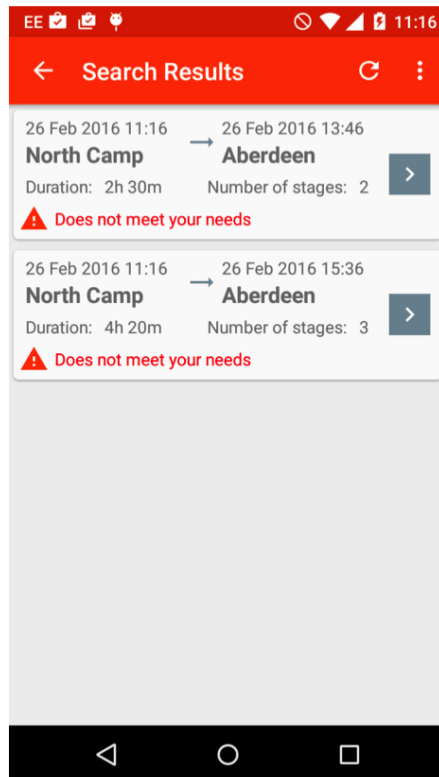 EE 11:16
Search Results
26 Feb 2016 11:16 26 Feb 2016 13:46
North Camp Aberdeen
Duration: 2h 30m Number of stages: 2
Does not meet your needs
26 Feb 2016 11:16 26 Feb 2016 15:36
North Camp Aberdeen
Duration: 4h 20m Number of stages: 3
Does not meet your needs